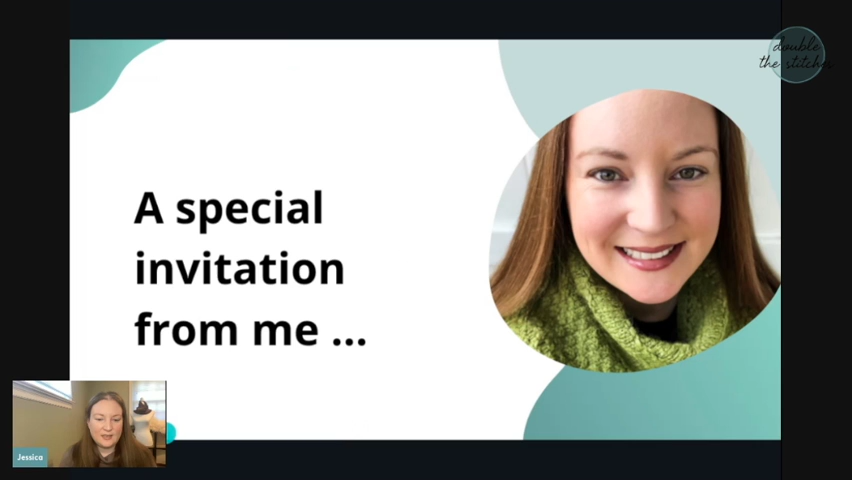 double
the stitches
A special
invitation
from me ...
Jessica